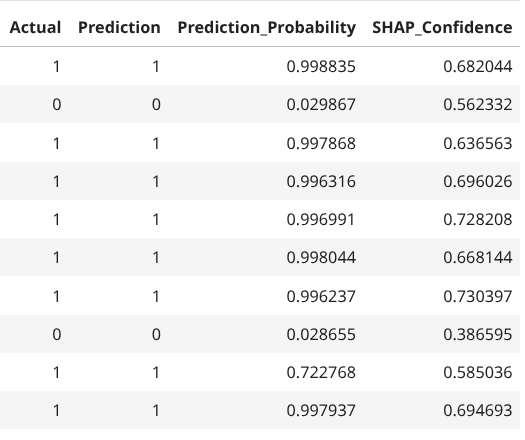 Actual Prediction Prediction_Probability SHAP_Confidence
1 1 0.998835 0.682044
0 0 0.029867 0.562332
1 1 0.997868 0.636563
1 1 0.996316 0.696026
1 1 0.996991 0.728208
1 1 0.998044 0.668144
1 1 0.996237 0.730397
0 0 0.028655 0.386595
1 1 0.722768 0.585036
1 1 0.997937 0.694693